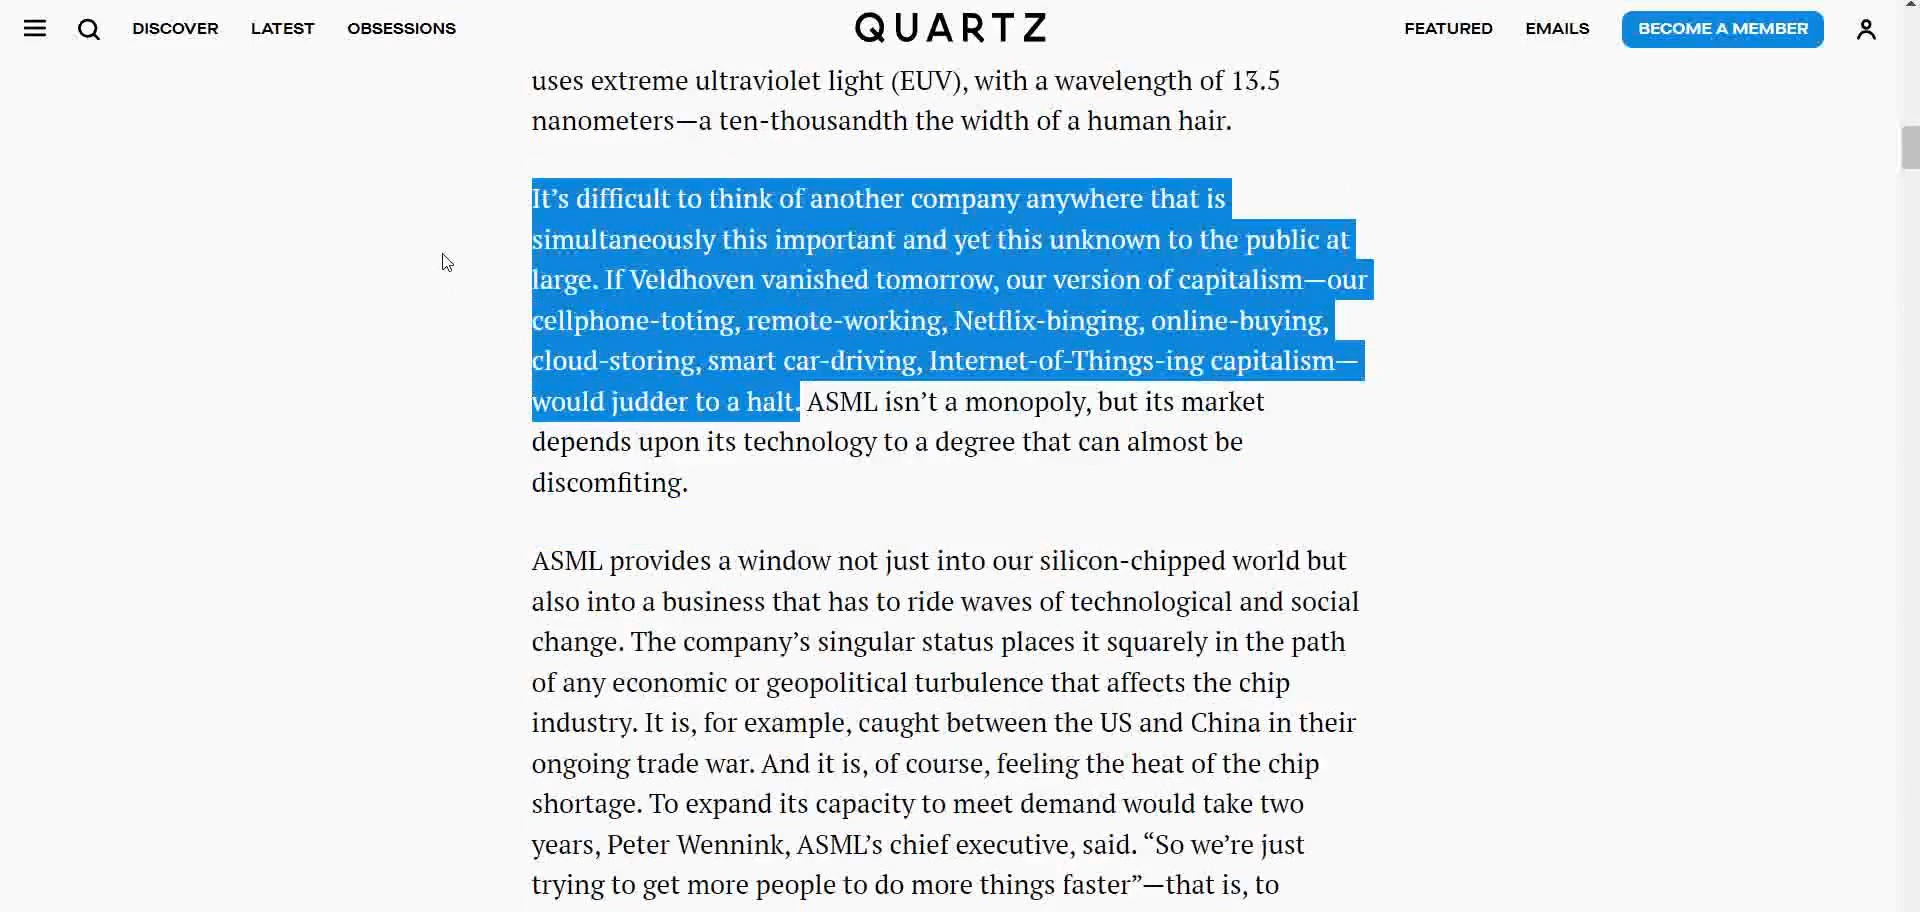 DISCOVER LATEST OBSESSIONS QUARTZ FEATURED EMAILS BECOME A MEMBER
uses extreme ultraviolet light (EUV), with a wavelength of 13.5
nanometers—a ten-thousandth the width of a human hair.
It’s difficult to think of another company anywhere that is
simultaneously this important and yet this unknown to the public at
large. If Veldhoven vanished tomorrow, our version of capitalism—our
cellphone-toting, remote-working, Netflix-binging, online-buying,
cloud-storing, smart car-driving, Internet-of-Things-ing capitalism—
would judder to a halt. ASML isn’t a monopoly, but its market
depends upon its technology to a degree that can almost be
discomfiting.
ASML provides a window not just into our silicon-chipped world but
also into a business that has to ride waves of technological and social
change. The company’s singular status places it squarely in the path
of any economic or geopolitical turbulence that affects the chip
industry. It is, for example, caught between the US and China in their
ongoing trade war. And it is, of course, feeling the heat of the chip
shortage. To expand its capacity to meet demand would take two
years, Peter Wennink, ASML’s chief executive, said. “So we’re just
trying to get more people to do more things faster”—that is, to